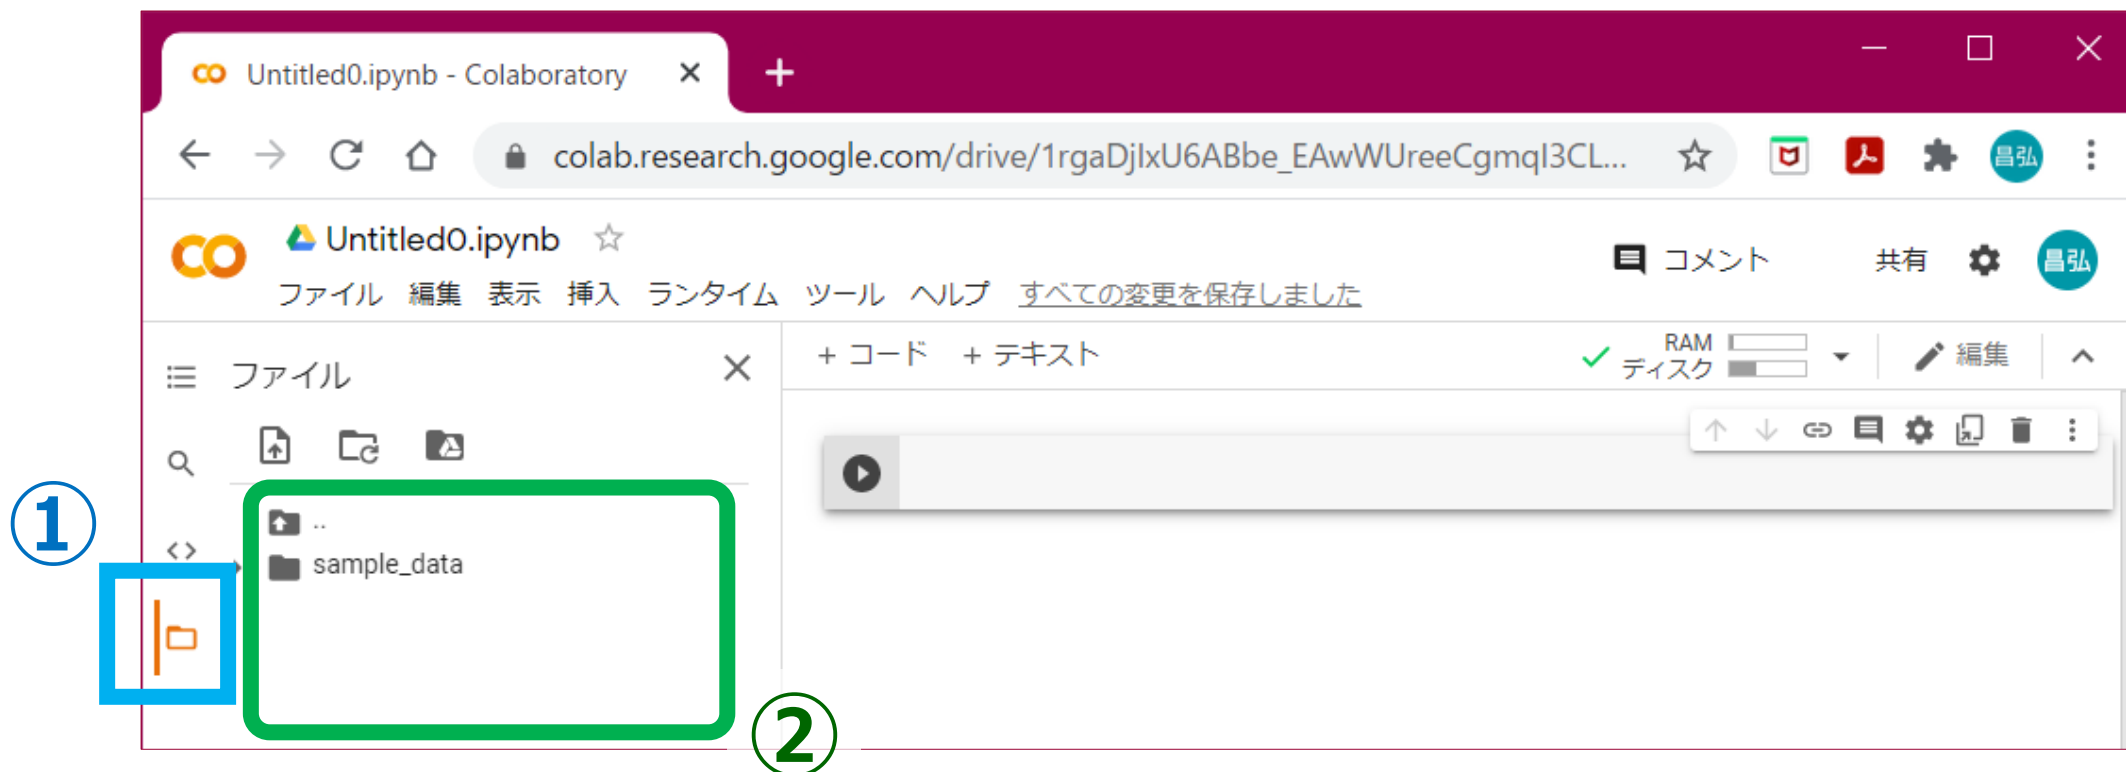 Untitled0.ipynb - Colaboratory
colab.research.google.com/drive/1rgaDjIxU6ABbe_EAwWUreeCgmqI3CL...
昌弘
Untitled0.ipynb
コメント 共有 昌弘
ファイル 編集 表示 挿入 ランタイム ツール ヘルプ すべての変更を保存しました
ファイル
+ コード + テキスト
RAM
ディスク
編集
①
..
sample_data
②